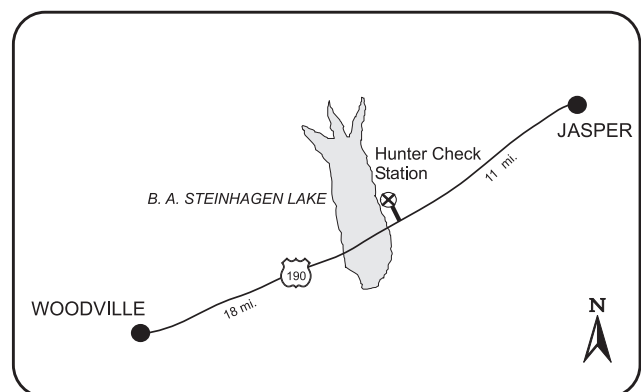 JASPER
Hunter Check
Station
11 mi.
B. A. STEINHAGEN LAKE
190
WOODVILLE
18 mi.
N